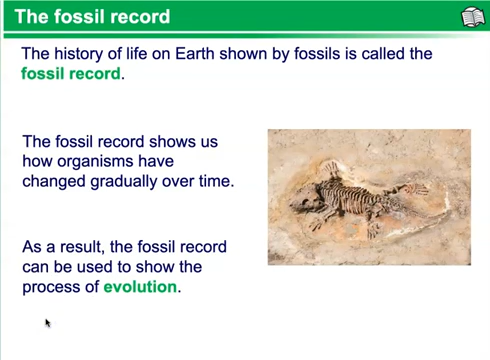 The fossil record
The history of life on Earth shown by fossils is called the
fossil record.
The fossil record shows us
how organisms have
changed gradually over time.
As a result, the fossil record
can be used to show the
process of evolution.